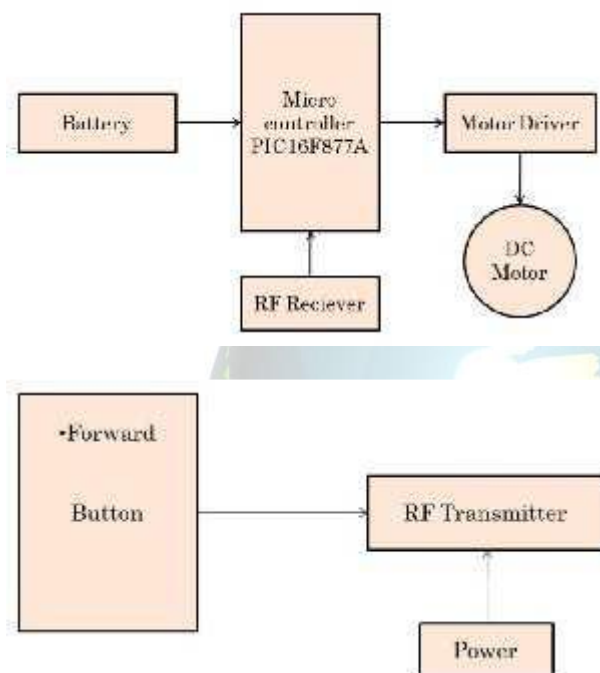 Battery
Micro
controller
PIC16F877A
Motor Driver
DC
Motor
RF Reciever
•Forward
Button
RF Transmitter
Power